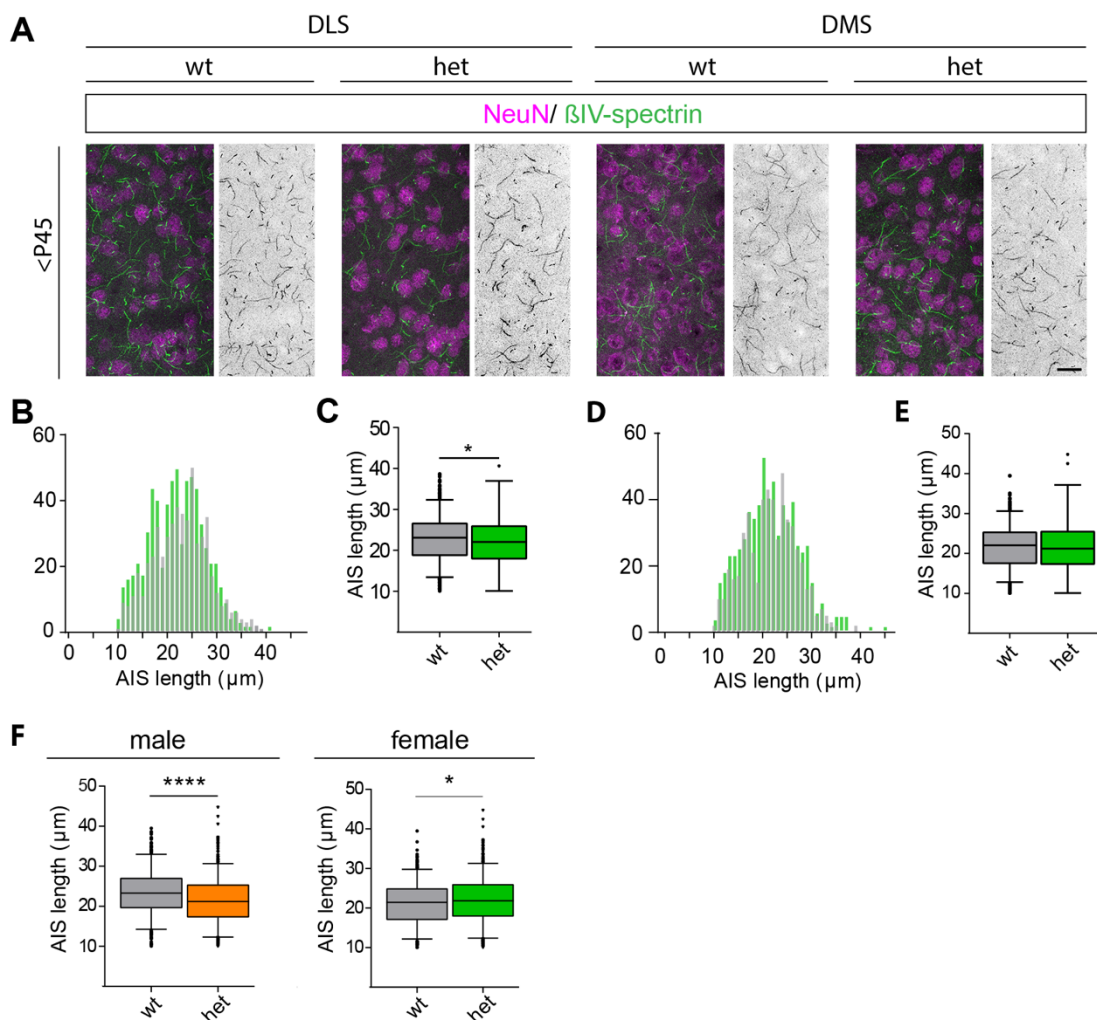 A
DLS
DMS
wt
het
wt
het
NeuN/ ßIV-spectrin
<P45
B
60
40
20
0
0
10
20
30
40
AIS length (µm)
C
AIS length (µm)
50
40
30
20
10
*
wt
het
D
60
40
20
0
0
10
20
30
40
AIS length (µm)
E
AIS length (µm)
50
40
30
20
10
wt
het
F
male
AIS length (µm)
50
40
30
20
10
****
wt
het
female
AIS length (µm)
50
40
30
20
10
*
wt
het